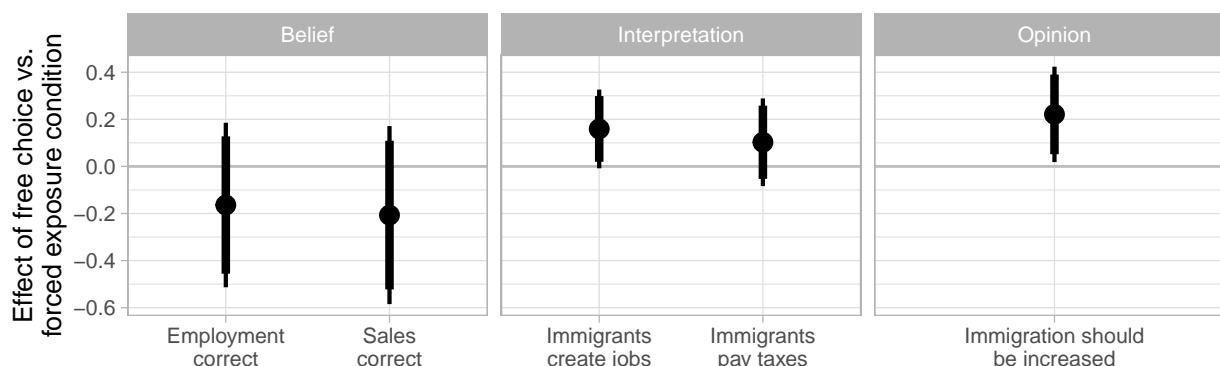 Belief
Interpretation
Opinion
Effect of free choice vs.
forced exposure condition
0.4
0.2
0.0
−0.2
−0.4
−0.6
Employment
correct
Sales
correct
Immigrants
create jobs
Immigrants
pay taxes
Immigration should
be increased